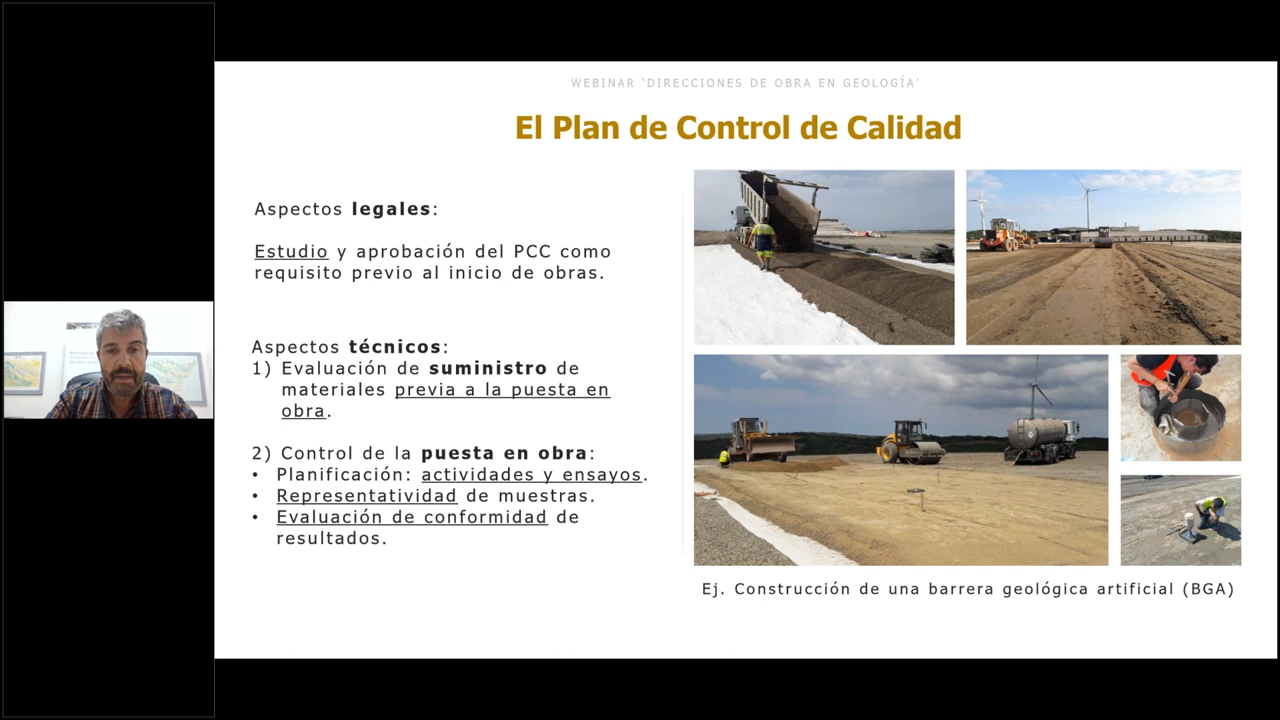 WEBINAR ‘DIRECCIONES DE OBRA EN GEOLOGÍA’
El Plan de Control de Calidad
Aspectos legales:
Estudio y aprobación del PCC como
requisito previo al inicio de obras.
Aspectos técnicos:
1) Evaluación de suministro de
materiales previa a la puesta en
obra.
2) Control de la puesta en obra:
• Planificación: actividades y ensayos.
• Representatividad de muestras.
• Evaluación de conformidad de
resultados.
Ej. Construcción de una barrera geológica artificial (BGA)